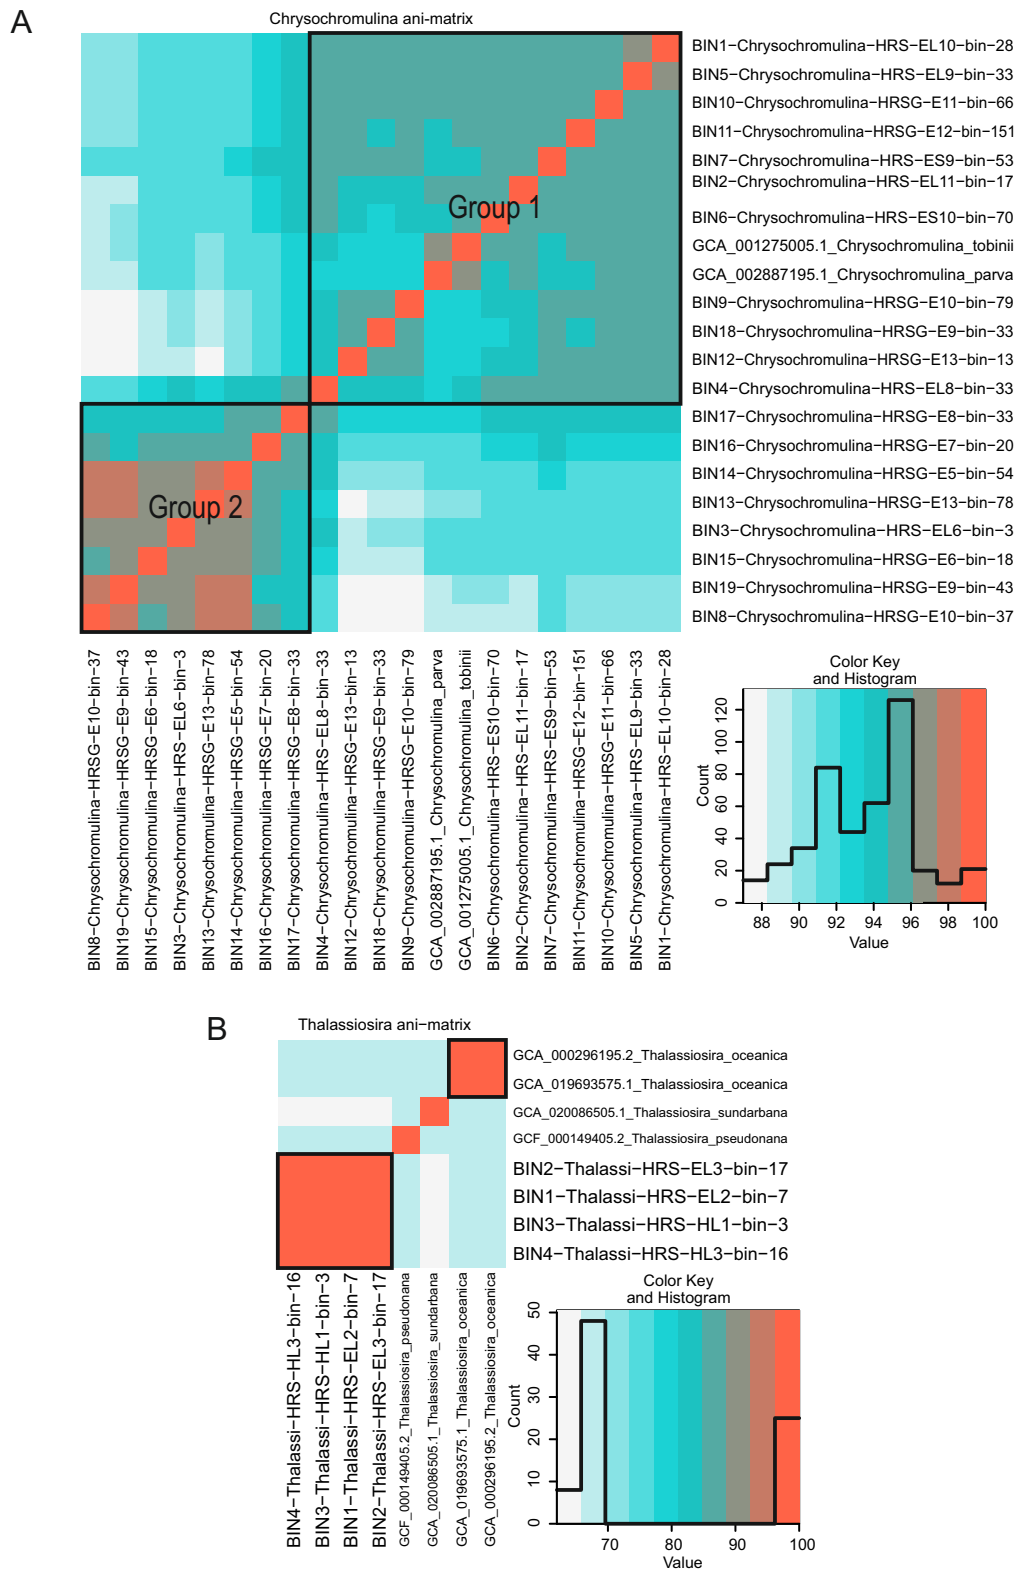 A
Chrysochromulina ani-matrix
BIN1-Chrysochromulina-HRS-EL10-bin-28
BIN5-Chrysochromulina-HRS-EL9-bin-33
BIN10-Chrysochromulina-HRSG-E11-bin-66
BIN11-Chrysochromulina-HRSG-E12-bin-151
BIN7-Chrysochromulina-HRS-ES9-bin-53
BIN2-Chrysochromulina-HRS-EL11-bin-17
BIN6-Chrysochromulina-HRS-ES10-bin-70
GCA_001275005.1_Chrysochromulina_tobinii
GCA_002887195.1_Chrysochromulina_parva
BIN9-Chrysochromulina-HRSG-E10-bin-79
BIN18-Chrysochromulina-HRSG-E9-bin-33
BIN12-Chrysochromulina-HRSG-E13-bin-13
BIN4-Chrysochromulina-HRS-EL8-bin-33
BIN17-Chrysochromulina-HRSG-E8-bin-33
BIN16-Chrysochromulina-HRSG-E7-bin-20
BIN14-Chrysochromulina-HRSG-E5-bin-54
BIN13-Chrysochromulina-HRSG-E13-bin-78
BIN3-Chrysochromulina-HRS-EL6-bin-3
BIN15-Chrysochromulina-HRSG-E6-bin-18
BIN19-Chrysochromulina-HRSG-E9-bin-43
BIN8-Chrysochromulina-HRSG-E10-bin-37
Group 1
Group 2
BIN8-Chrysochromulina-HRSG-E10-bin-37
BIN19-Chrysochromulina-HRSG-E9-bin-43
BIN15-Chrysochromulina-HRSG-E6-bin-18
BIN3-Chrysochromulina-HRS-EL6-bin-3
BIN13-Chrysochromulina-HRSG-E13-bin-78
BIN14-Chrysochromulina-HRSG-E5-bin-54
BIN16-Chrysochromulina-HRSG-E7-bin-20
BIN17-Chrysochromulina-HRSG-E8-bin-33
BIN4-Chrysochromulina-HRS-EL8-bin-33
BIN12-Chrysochromulina-HRSG-E13-bin-13
BIN18-Chrysochromulina-HRSG-E9-bin-33
BIN9-Chrysochromulina-HRSG-E10-bin-79
GCA_002887195.1_Chrysochromulina_parva
GCA_001275005.1_Chrysochromulina_tobinii
BIN6-Chrysochromulina-HRS-ES10-bin-70
BIN2-Chrysochromulina-HRS-EL11-bin-17
BIN7-Chrysochromulina-HRS-ES9-bin-53
BIN11-Chrysochromulina-HRSG-E12-bin-151
BIN10-Chrysochromulina-HRSG-E11-bin-66
BIN5-Chrysochromulina-HRS-EL9-bin-33
BIN1-Chrysochromulina-HRS-EL10-bin-28
Color Key
and Histogram
Count
0 20 40 60 80 100 120
88 90 92 94 96 98 100
Value
B
Thalassiosira ani-matrix
GCA_000296195.2_Thalassiosira_oceanica
GCA_019693575.1_Thalassiosira_oceanica
GCA_020086505.1_Thalassiosira_sundarbana
GCF_000149405.2_Thalassiosira_pseudonana
BIN2-Thalassi-HRS-EL3-bin-17
BIN1-Thalassi-HRS-EL2-bin-7
BIN3-Thalassi-HRS-HL1-bin-3
BIN4-Thalassi-HRS-HL3-bin-16
BIN4-Thalassi-HRS-HL3-bin-16
BIN3-Thalassi-HRS-HL1-bin-3
BIN1-Thalassi-HRS-EL2-bin-7
BIN2-Thalassi-HRS-EL3-bin-17
GCF_000149405.2_Thalassiosira_pseudonana
GCA_020086505.1_Thalassiosira_sundarbana
GCA_019693575.1_Thalassiosira_oceanica
GCA_000296195.2_Thalassiosira_oceanica
Color Key
and Histogram
Count
0 10 20 30 40 50
70 80 90 100
Value